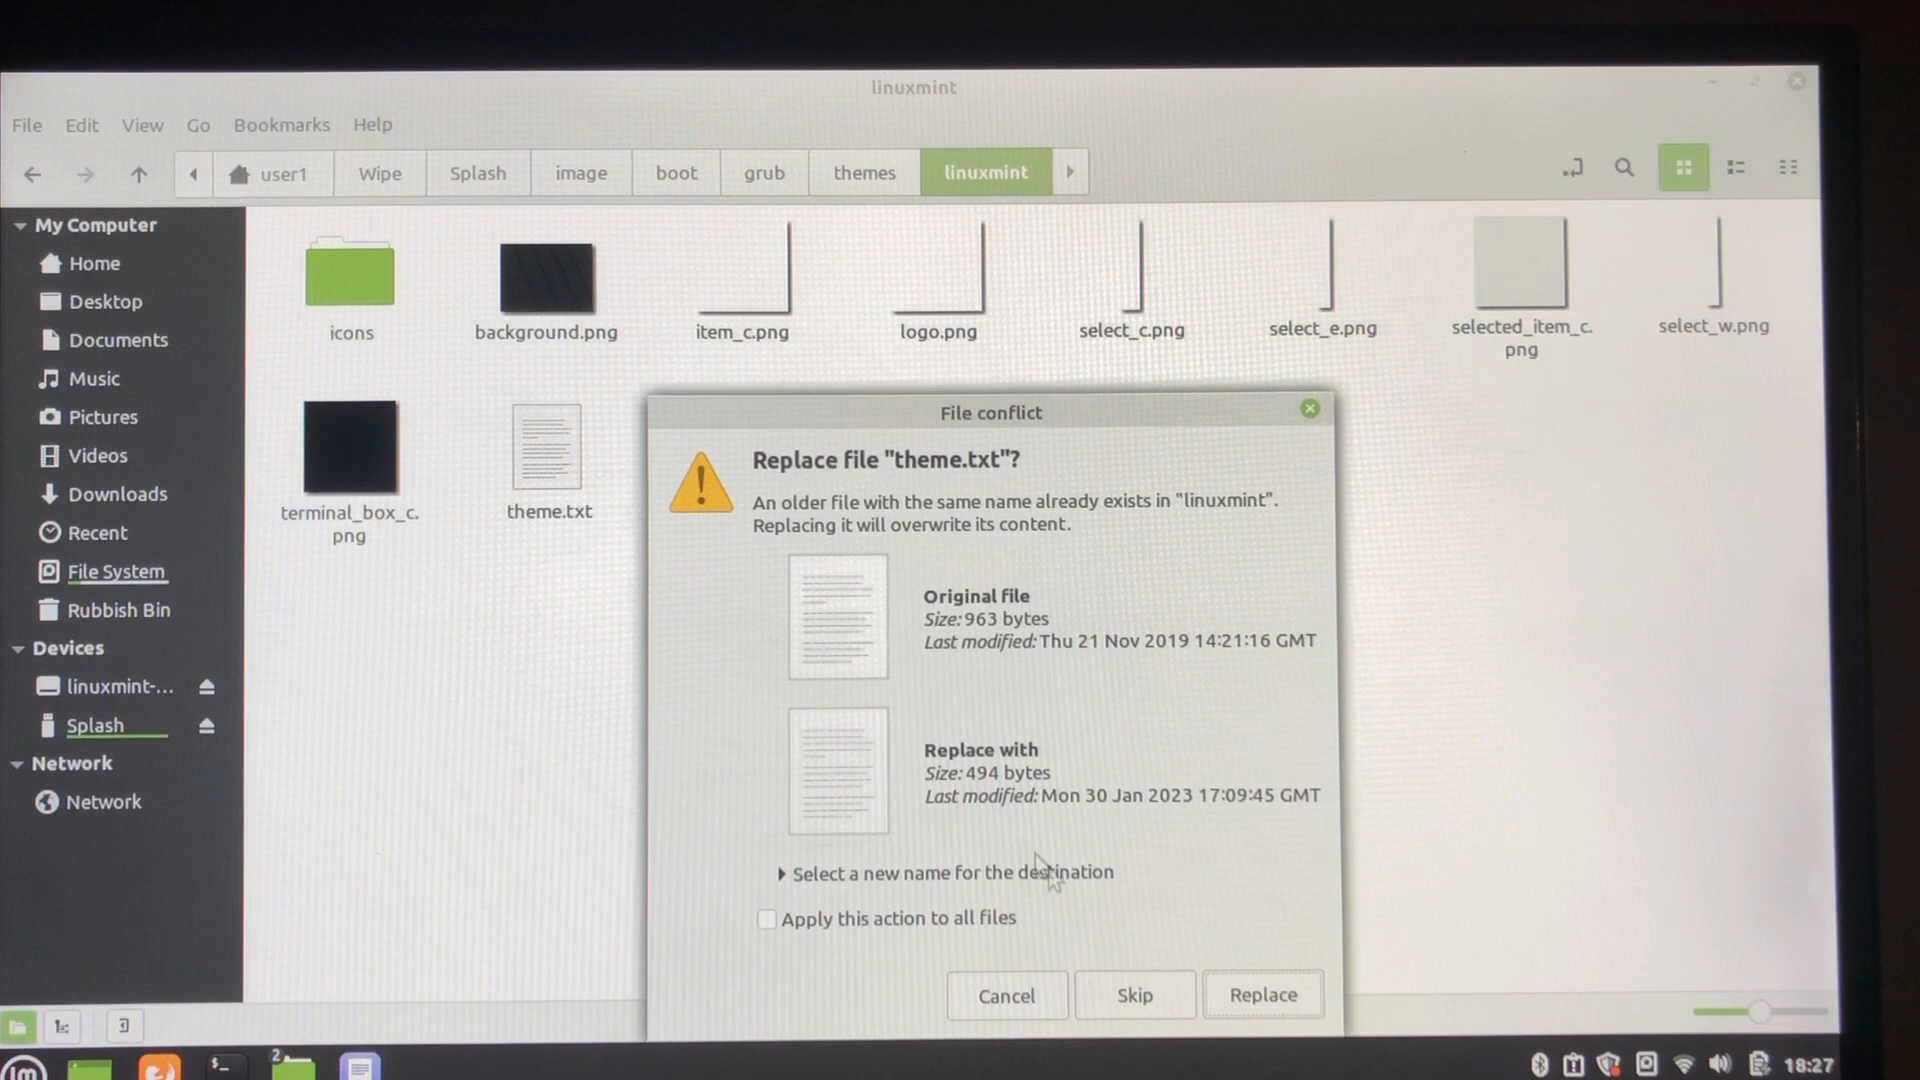 linuxmint
File Edit View Go Bookmarks Help
user1 Wipe Splash image boot grub themes linuxmint
My Computer
Home
Desktop
Documents
Music
Pictures
Videos
Downloads
Recent
File System
Rubbish Bin
Devices
linuxmint-...
Splash
Network
Network
icons
background.png
item_c.png
logo.png
select_c.png
select_e.png
selected_item_c.
png
select_w.png
terminal_box_c.
png
theme.txt
File conflict
Replace file "theme.txt"?
An older file with the same name already exists in "linuxmint".
Replacing it will overwrite its content.
Original file
Size: 963 bytes
Last modified: Thu 21 Nov 2019 14:21:16 GMT
Replace with
Size: 494 bytes
Last modified: Mon 30 Jan 2023 17:09:45 GMT
Select a new name for the destination
Apply this action to all files
Cancel Skip Replace
$_
2
18:27